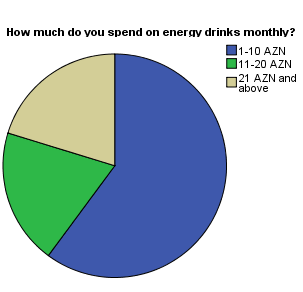 How much do you spend on energy drinks monthly?
1-10 AZN
11-20 AZN
21 AZN and
above